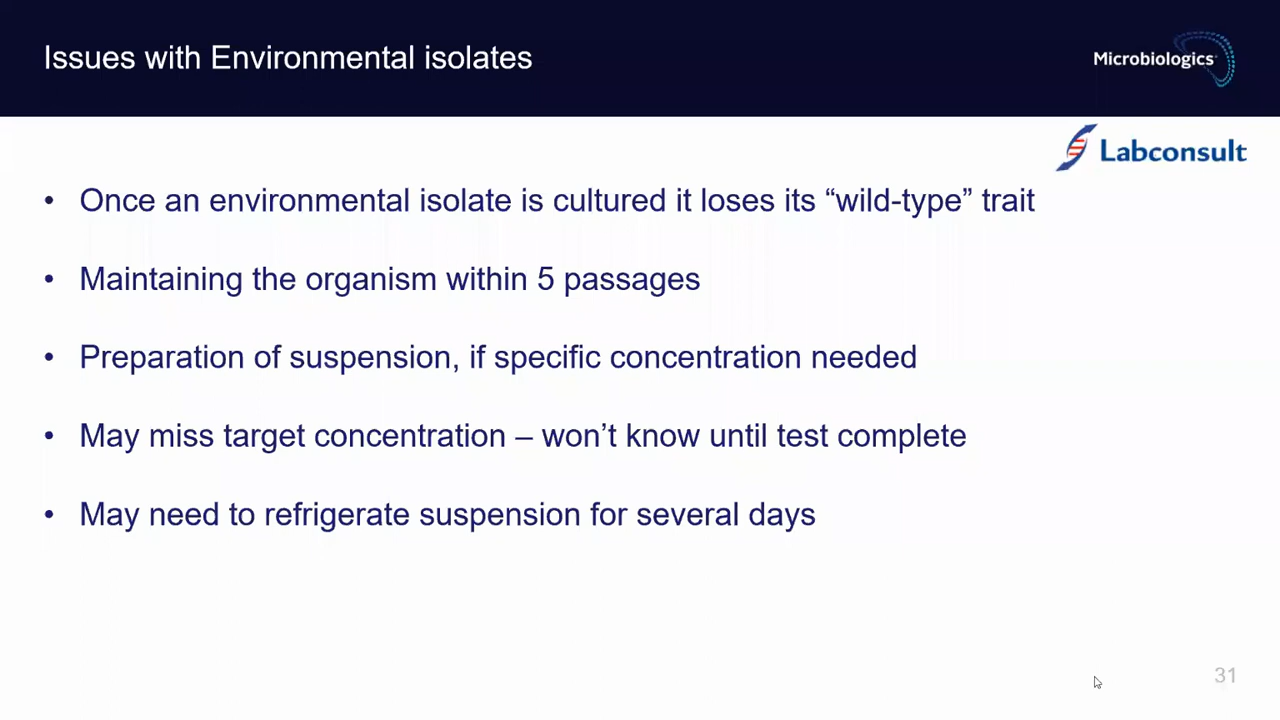 Issues with Environmental isolates
Microbiologics
Labconsult
• Once an environmental isolate is cultured it loses its “wild-type” trait
• Maintaining the organism within 5 passages
• Preparation of suspension, if specific concentration needed
• May miss target concentration – won’t know until test complete
• May need to refrigerate suspension for several days
31